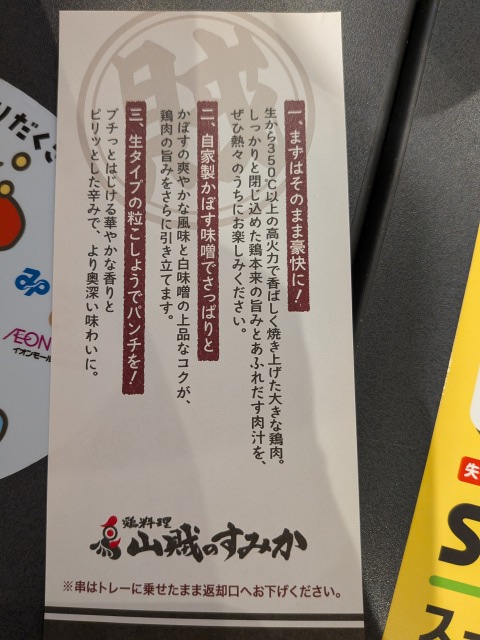 賊
一、まずはそのまま豪快に！
生から350℃以上の高火力で香ばしく焼き上げた大きな鶏肉。
しっかりと閉じ込めた鶏本来の旨みとあふれだす肉汁を、
ぜひ熱々のうちにお楽しみください。
二、自家製かぼす味噌でさっぱりと
かぼすの爽やかな風味と白味噌の上品なコクが、
鶏肉の旨みをさらに引き立てます。
三、生タイプの粒こしょうでパンチを！
プチっとはじける華やかな香りと
ピリッとした辛みで、より奥深い味わいに。
鶏料理
山賊のすみか
※串はトレーに乗せたまま返却口へお下げください。
りだくさ
ÆON
イオンモール
失
S
スマ